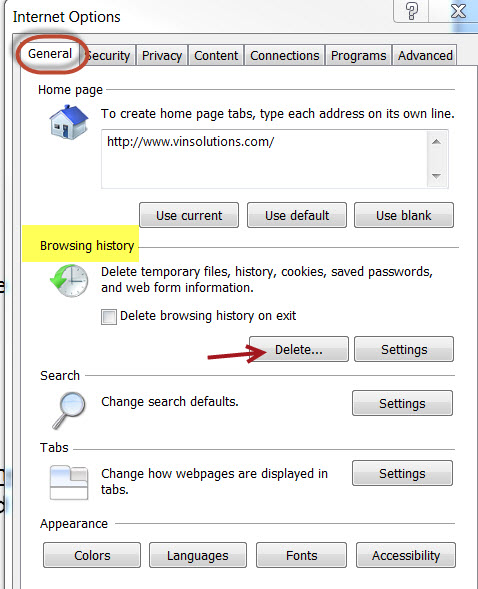 Internet Options
General Security Privacy Content Connections Programs Advanced
Home page
To create home page tabs, type each address on its own line.
http://www.vinsolutions.com/
Use current Use default Use blank
Browsing history
Delete temporary files, history, cookies, saved passwords,
and web form information.
Delete browsing history on exit
Delete... Settings
Search
Change search defaults. Settings
Tabs
Change how webpages are displayed in
tabs.
Settings
Appearance
Colors Languages Fonts Accessibility